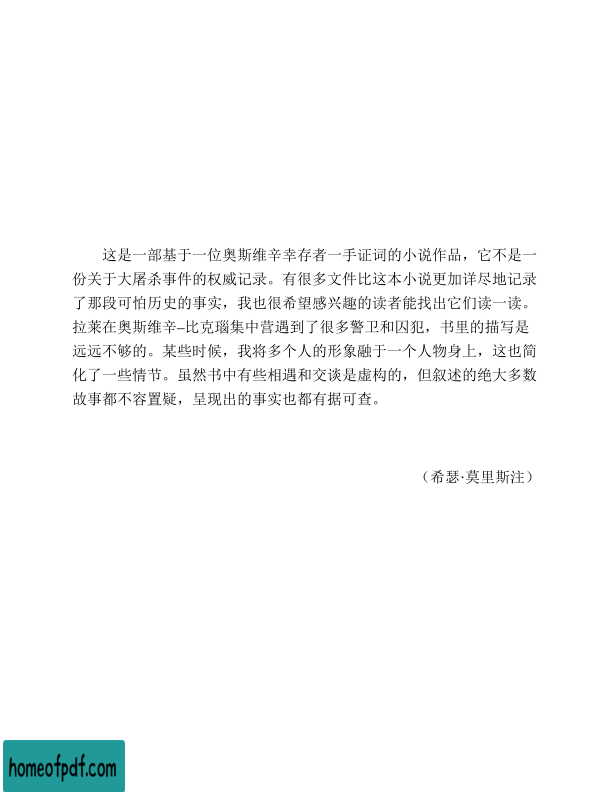 这是一部基于一位奥斯维辛幸存者一手证词的小说作品，它不是一
份关于大屠杀事件的权威记录。有很多文件比这本小说更加详尽地记录
了那段可怕历史的事实，我也很希望感兴趣的读者能找出它们读一读。
拉莱在奥斯维辛–比克瑙集中营遇到了很多警卫和囚犯，书里的描写是
远远不够的。某些时候，我将多个人的形象融于一个人物身上，这也简
化了一些情节。虽然书中有些相遇和交谈是虚构的，但叙述的绝大多数
故事都不容置疑，呈现出的事实也都有据可查。
（希瑟·莫里斯注）
homeofpdf.com